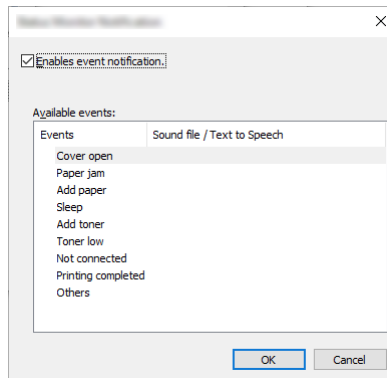 Enables event notification.
Available events:
Events Sound file / Text to Speech
Cover open
Paper jam
Add paper
Sleep
Add toner
Toner low
Not connected
Printing completed
Others
OK Cancel